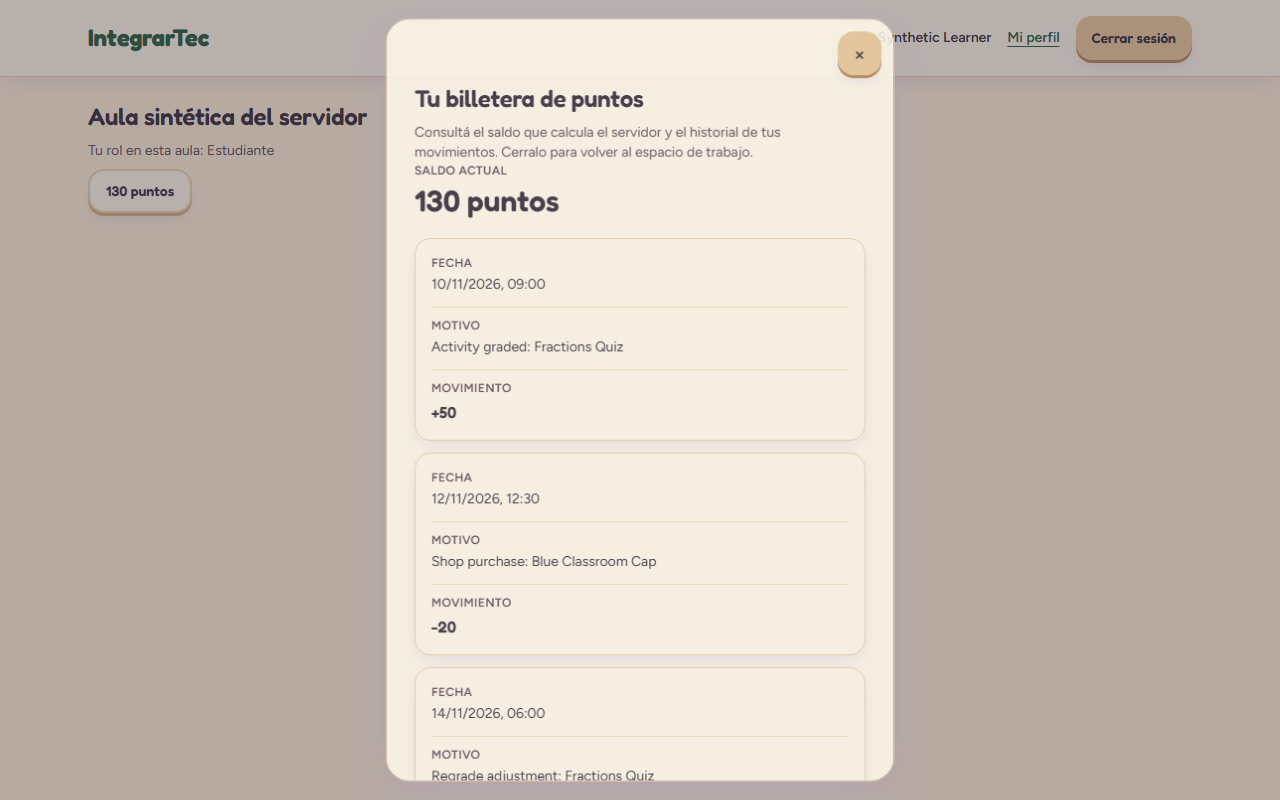 IntegrarTec
Synthetic Learner
Mi perfil
Cerrar sesión
Aula sintética del servidor
Tu rol en esta aula: Estudiante
130 puntos
×
Tu billetera de puntos
Consultá el saldo que calcula el servidor y el historial de tus
movimientos. Cerralo para volver al espacio de trabajo.
SALDO ACTUAL
130 puntos
FECHA
10/11/2026, 09:00
MOTIVO
Activity graded: Fractions Quiz
MOVIMIENTO
+50
FECHA
12/11/2026, 12:30
MOTIVO
Shop purchase: Blue Classroom Cap
MOVIMIENTO
-20
FECHA
14/11/2026, 06:00
MOTIVO
Regrade adjustment: Fractions Quiz